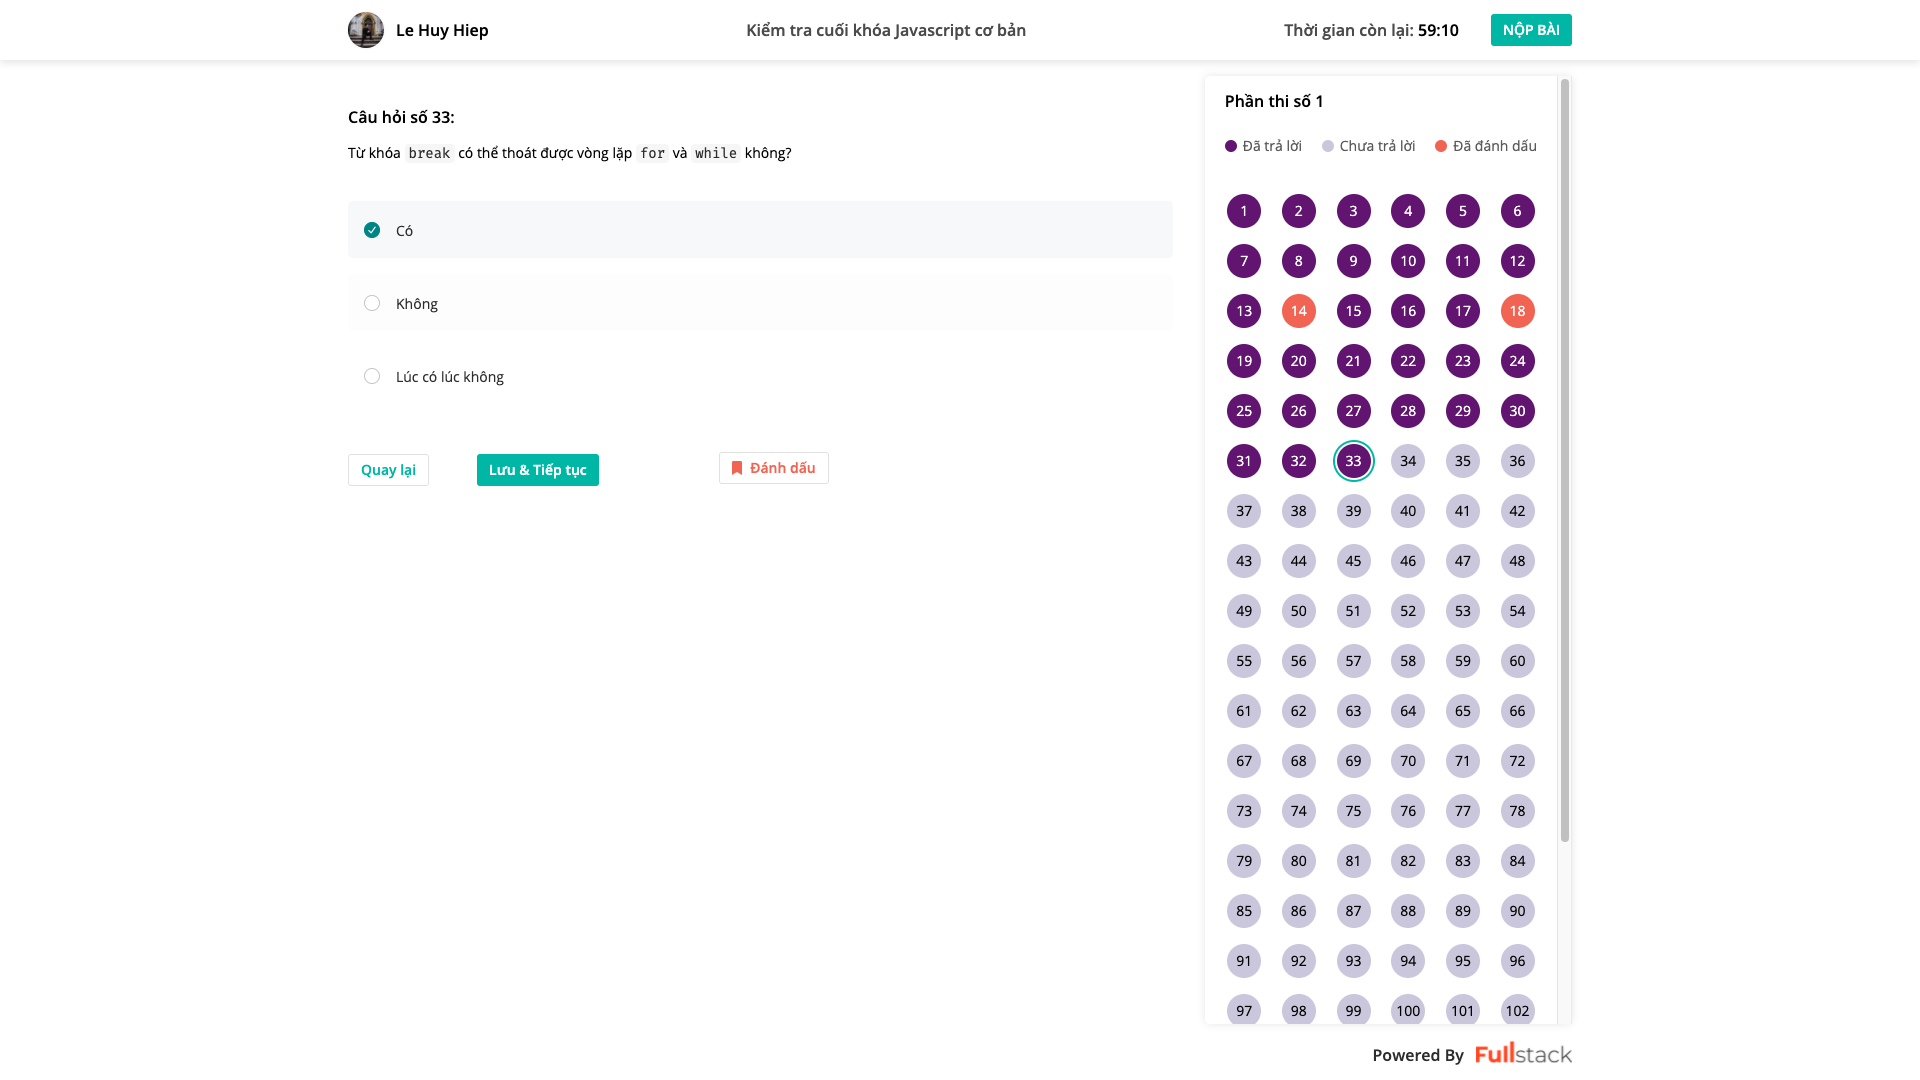 Le Huy Hiep
Kiểm tra cuối khóa Javascript cơ bản
Thời gian còn lại: 59:10
NỘP BÀI
Câu hỏi số 33:
Từ khóa break có thể thoát được vòng lặp for và while không?
Có
Không
Lúc có lúc không
Quay lại
Lưu & Tiếp tục
Đánh dấu
Phần thi số 1
Đã trả lời
Chưa trả lời
Đã đánh dấu
1 2 3 4 5 6
7 8 9 10 11 12
13 14 15 16 17 18
19 20 21 22 23 24
25 26 27 28 29 30
31 32 33 34 35 36
37 38 39 40 41 42
43 44 45 46 47 48
49 50 51 52 53 54
55 56 57 58 59 60
61 62 63 64 65 66
67 68 69 70 71 72
73 74 75 76 77 78
79 80 81 82 83 84
85 86 87 88 89 90
91 92 93 94 95 96
97 98 99 100 101 102
Powered By Fullstack